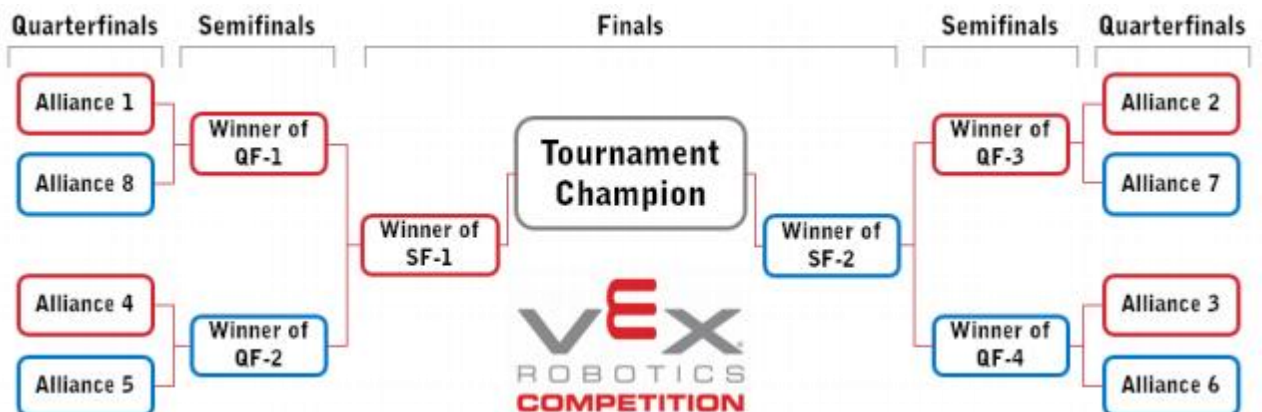 Quarterfinals
Semifinals
Finals
Semifinals
Quarterfinals
Alliance 1
Alliance 8
Alliance 4
Alliance 5
Winner of
QF-1
Winner of
QF-2
Winner of
SF-1
Tournament
Champion
Winner of
SF-2
Winner of
QF-3
Winner of
QF-4
Alliance 2
Alliance 7
Alliance 3
Alliance 6
VEX
ROBOTICS
COMPETITION